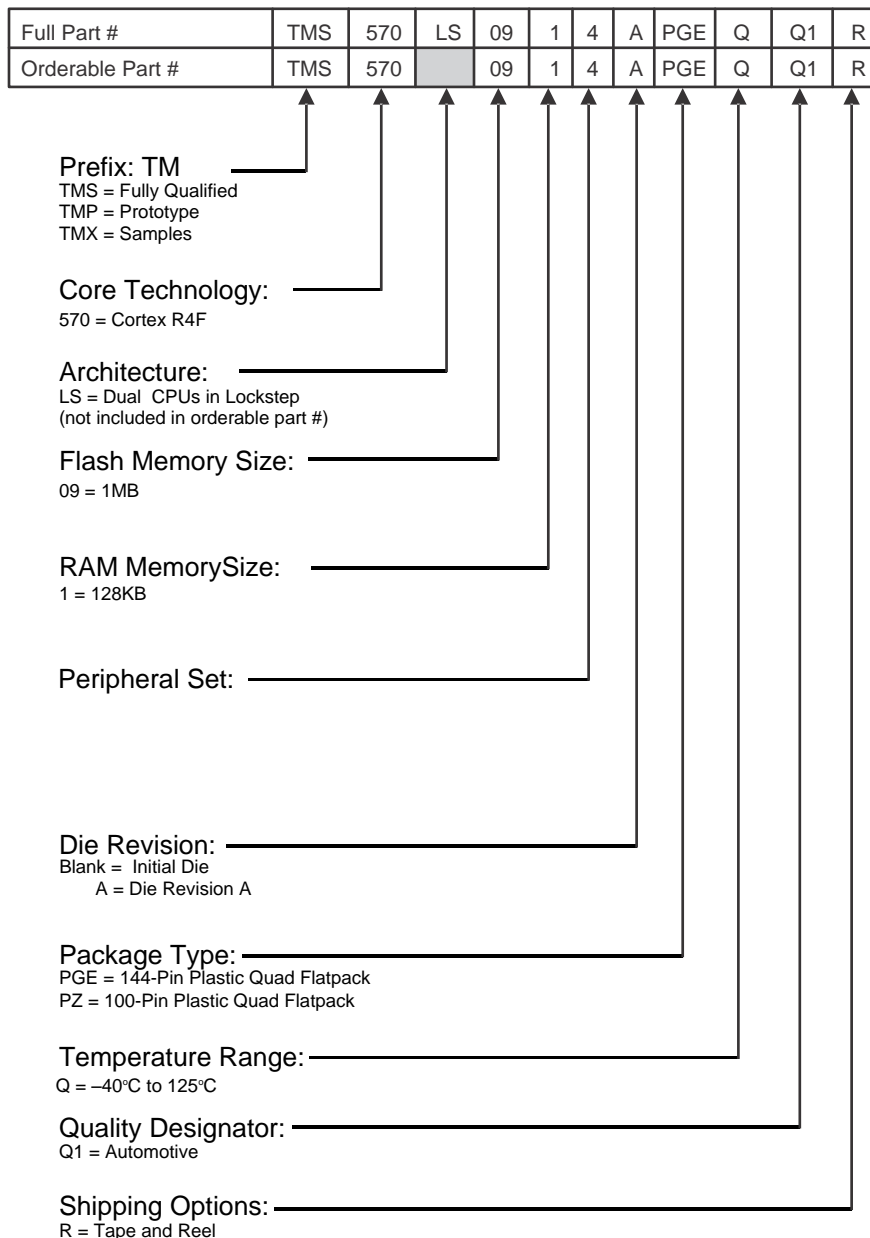 Full Part # TMS 570 LS 09 1 4 A PGE Q Q1 R
Orderable Part # TMS 570 09 1 4 A PGE Q Q1 R
Prefix: TM
TMS = Fully Qualified
TMP = Prototype
TMX = Samples
Core Technology:
570 = Cortex R4F
Architecture:
LS = Dual CPUs in Lockstep
(not included in orderable part #)
Flash Memory Size:
09 = 1MB
RAM MemorySize:
1 = 128KB
Peripheral Set:
Die Revision:
Blank = Initial Die
A = Die Revision A
Package Type:
PGE = 144-Pin Plastic Quad Flatpack
PZ = 100-Pin Plastic Quad Flatpack
Temperature Range:
Q = –40°C to 125°C
Quality Designator:
Q1 = Automotive
Shipping Options:
R = Tape and Reel